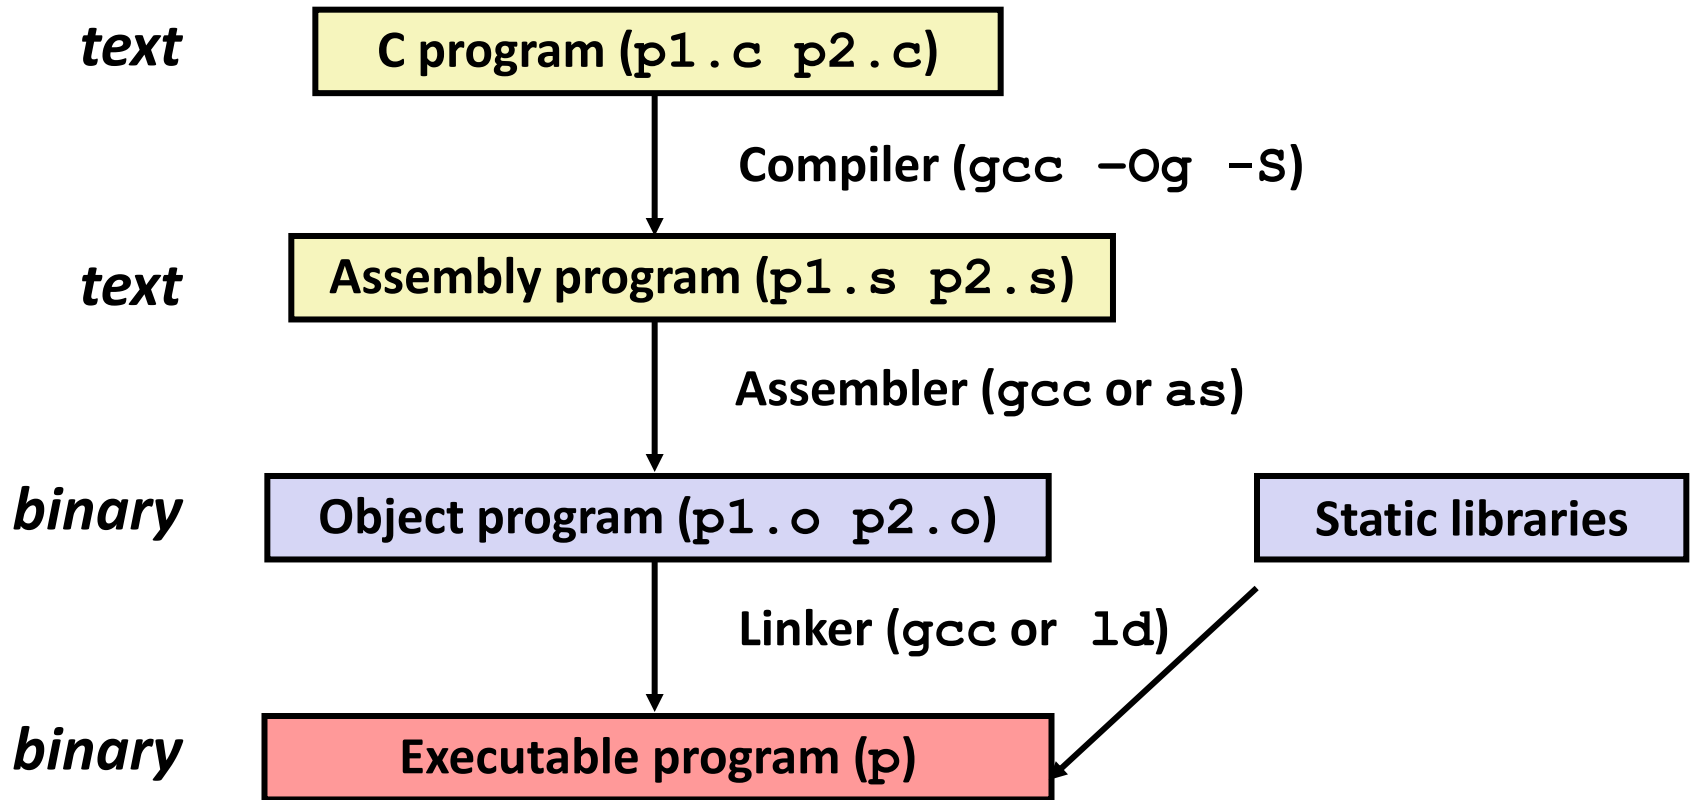 text
C program (p1.c p2.c)
Compiler (gcc –Og -S)
text
Assembly program (p1.s p2.s)
Assembler (gcc or as)
binary
Object program (p1.o p2.o)
Static libraries
Linker (gcc or ld)
binary
Executable program (p)